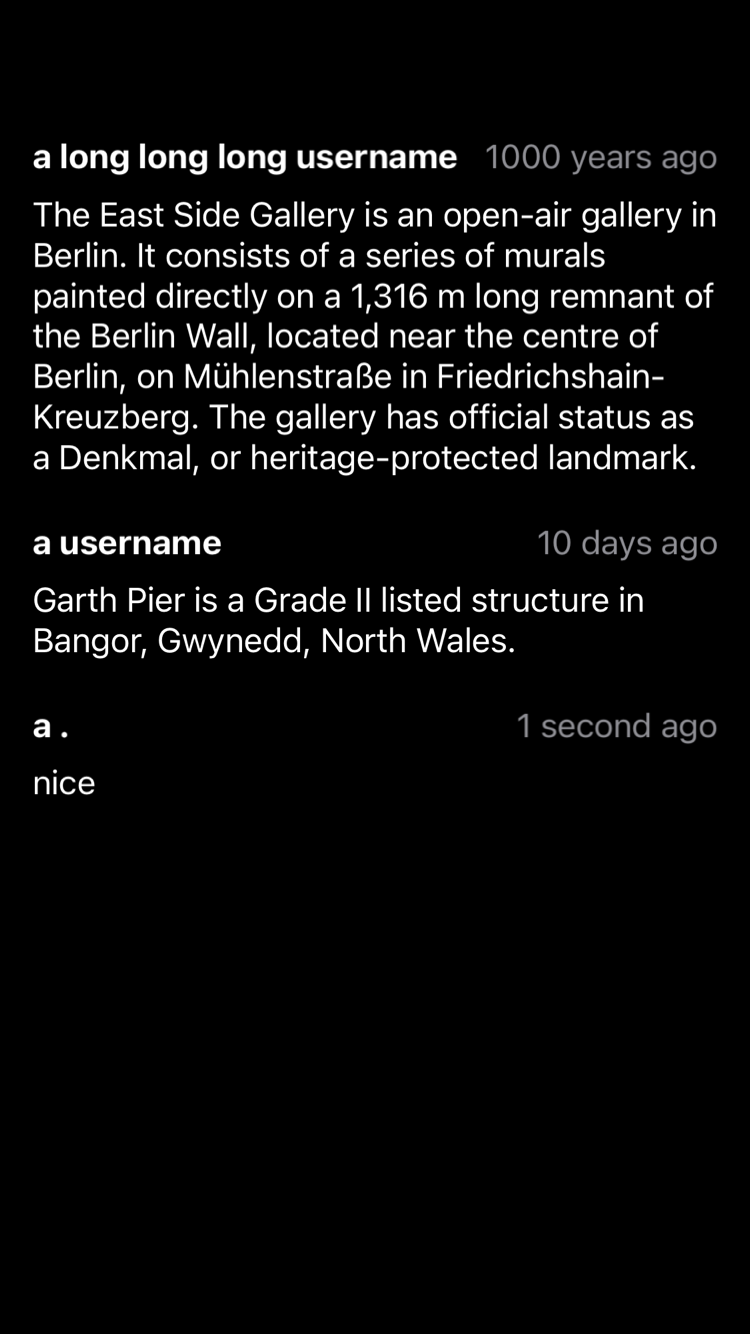 a long long long username 1000 years ago
The East Side Gallery is an open-air gallery in
Berlin. It consists of a series of murals
painted directly on a 1,316 m long remnant of
the Berlin Wall, located near the centre of
Berlin, on Mühlenstraße in Friedrichshain-
Kreuzberg. The gallery has official status as
a Denkmal, or heritage-protected landmark.
a username 10 days ago
Garth Pier is a Grade II listed structure in
Bangor, Gwynedd, North Wales.
a . 1 second ago
nice